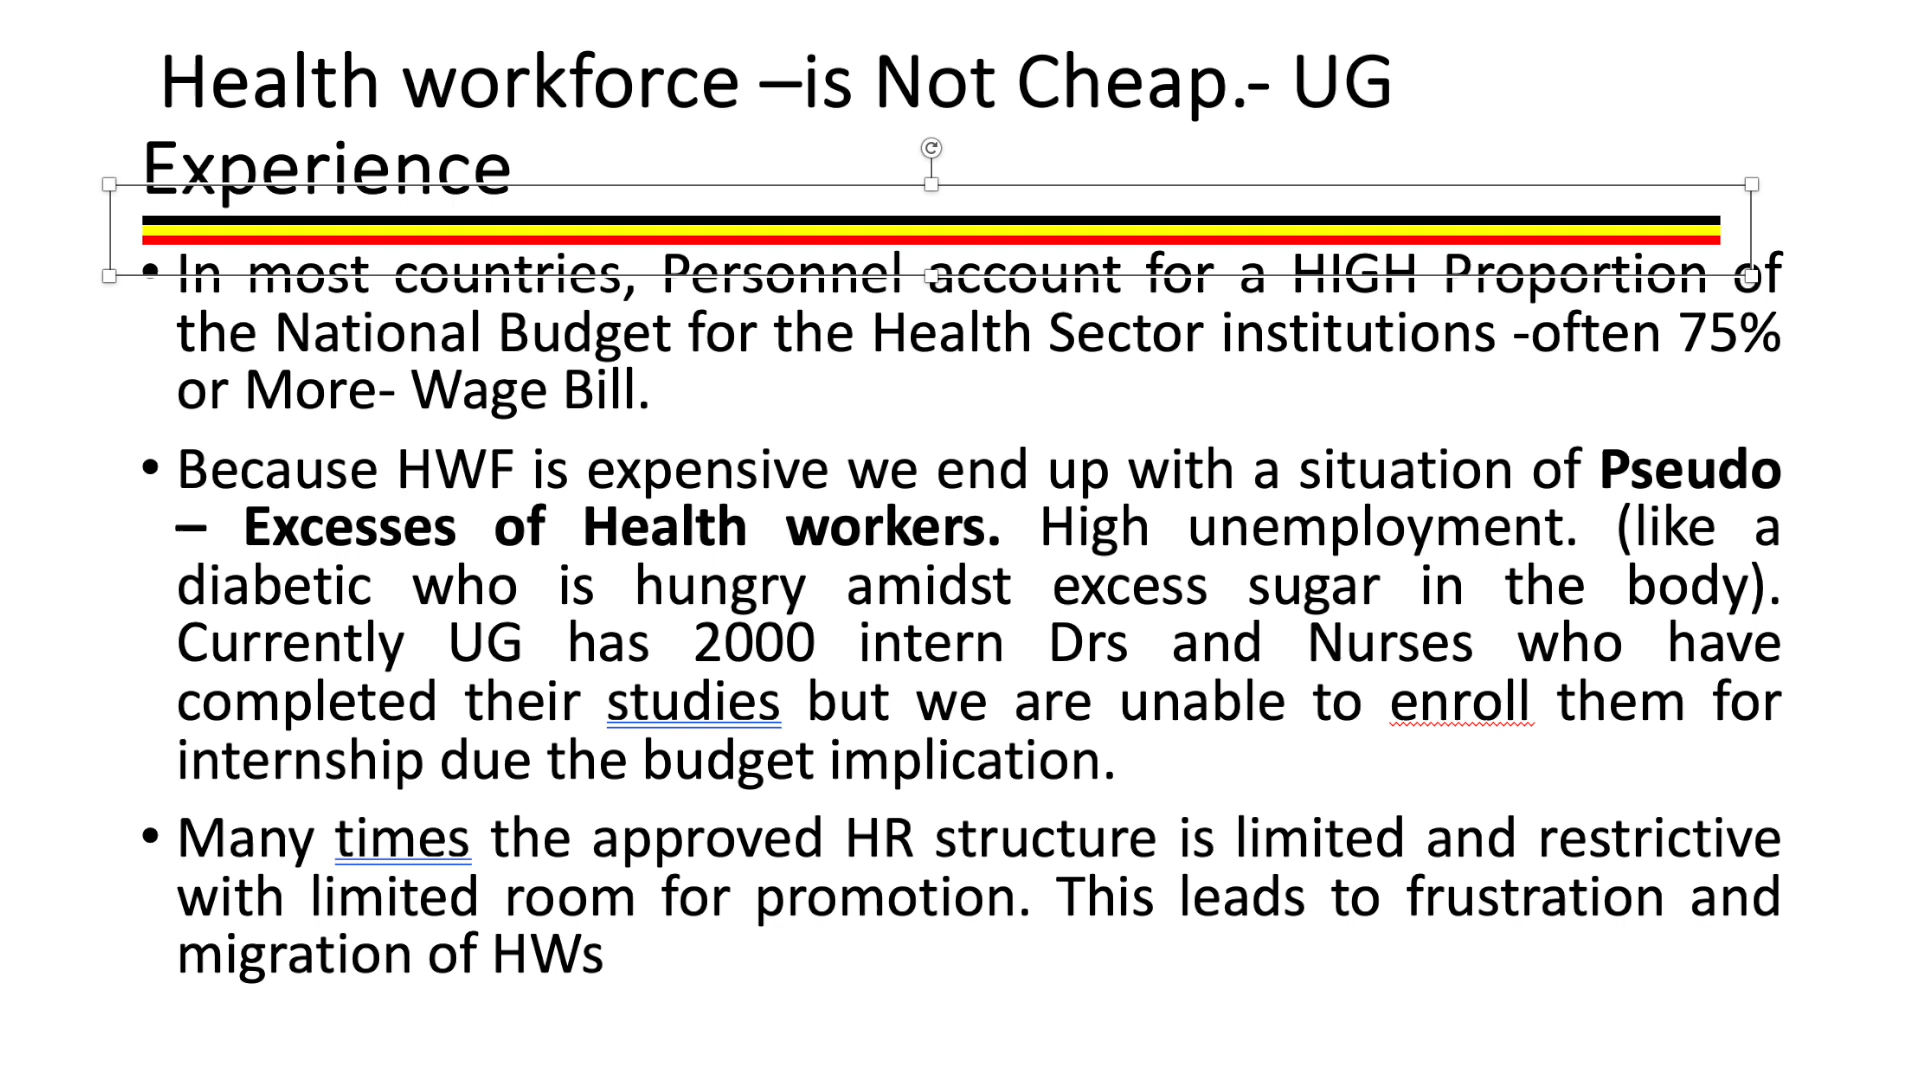 Health workforce –is Not Cheap.- UG
Experience
• In most countries, Personnel account for a HIGH Proportion of
the National Budget for the Health Sector institutions -often 75%
or More- Wage Bill.
• Because HWF is expensive we end up with a situation of Pseudo
– Excesses of Health workers. High unemployment. (like a
diabetic who is hungry amidst excess sugar in the body).
Currently UG has 2000 intern Drs and Nurses who have
completed their studies but we are unable to enroll them for
internship due the budget implication.
• Many times the approved HR structure is limited and restrictive
with limited room for promotion. This leads to frustration and
migration of HWs